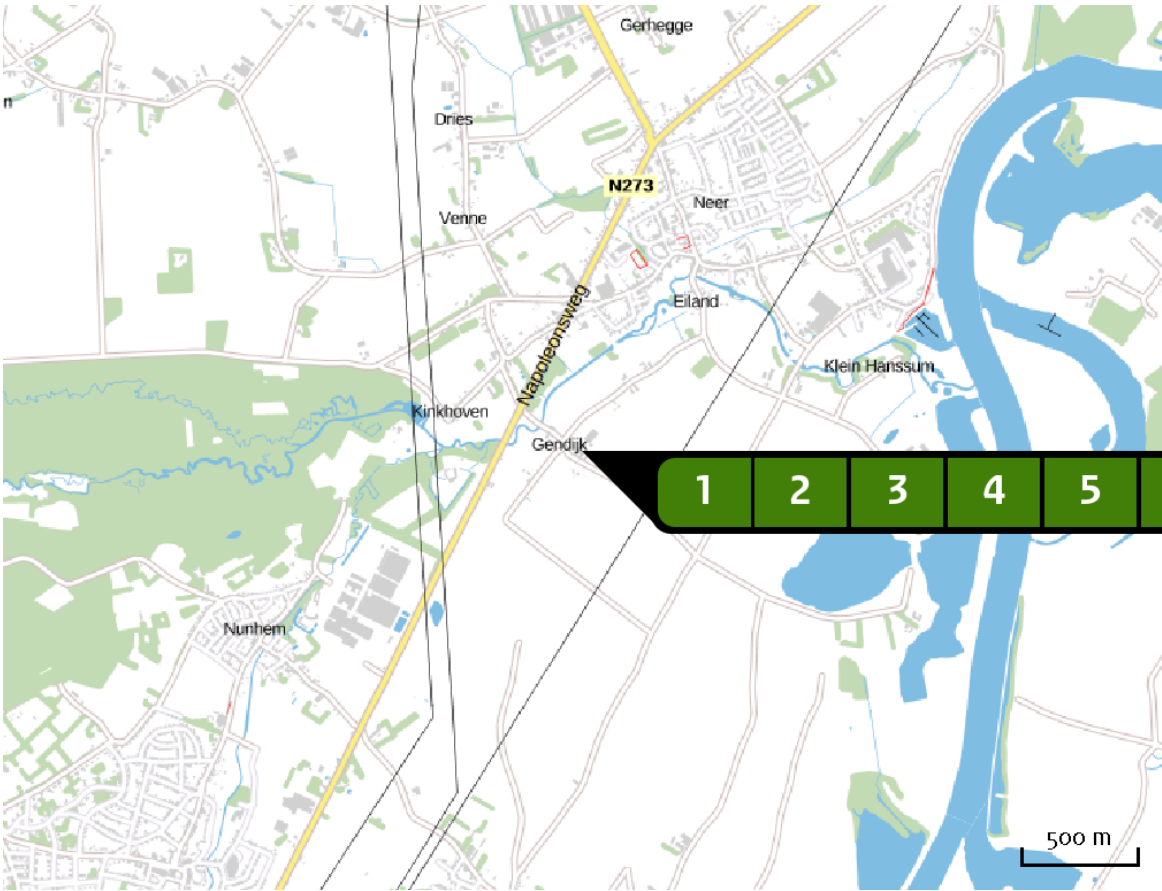 Gerhegge
n
Dries
N273
Neer
Venne
Eiland
Napoleonsweg
Klein Hanssum
Kinkhoven
Gendijk
1 2 3 4 5
Nunhem
500 m